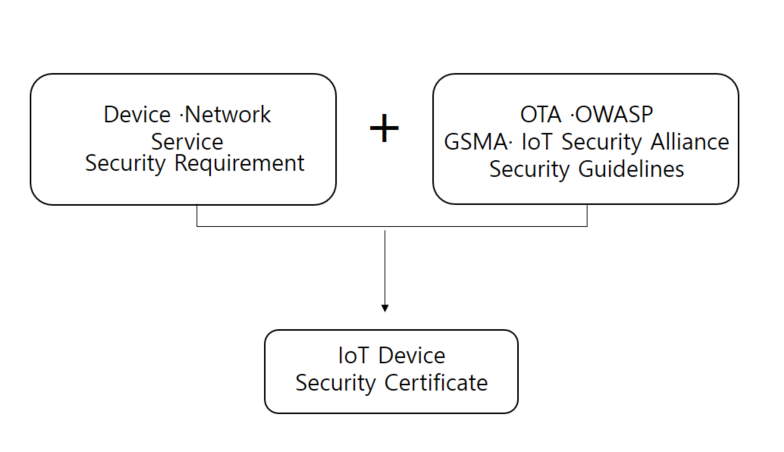 Device ·Network
Service
Security Requirement
+
OTA ·OWASP
GSMA· IoT Security Alliance
Security Guidelines
IoT Device
Security Certificate